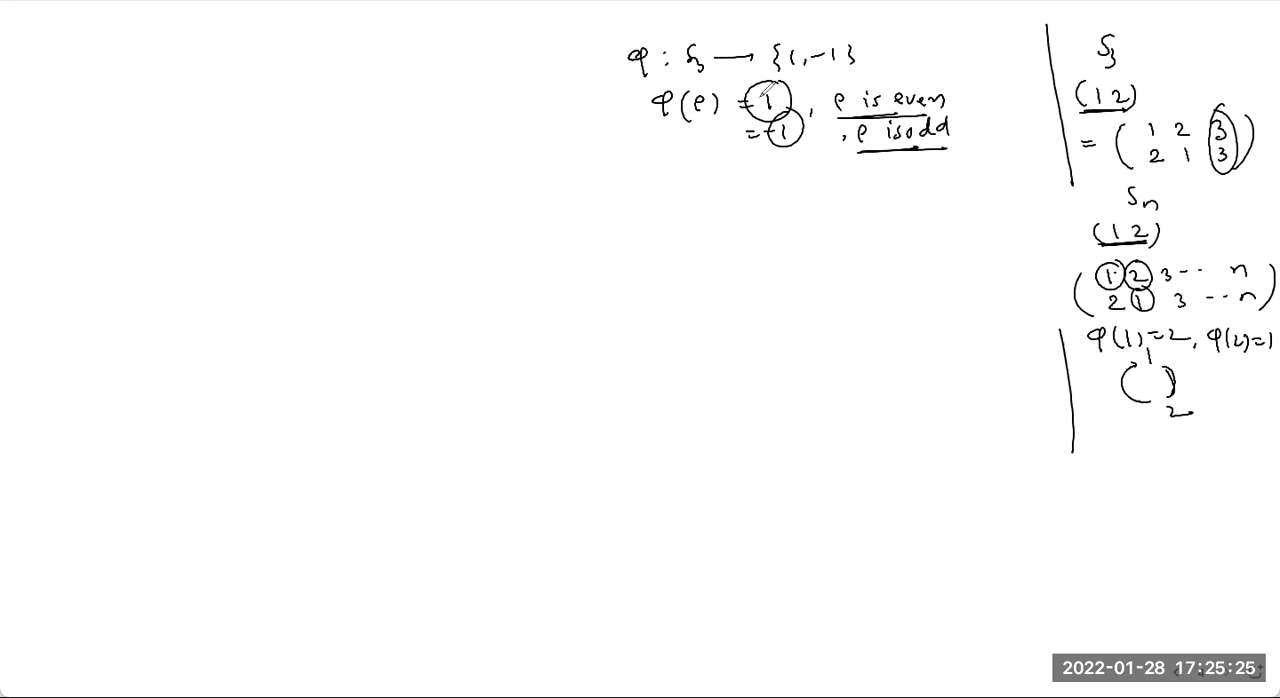 φ : S₃ → {1, -1}
φ(ρ) = 1 , ρ is even
= -1 , ρ is odd
S₃
(1 2)
= ( 1 2 3
2 1 3 )
Sₙ
(1 2)
( 1 2 3 -- n
2 1 3 -- n )
φ(1)=2, φ(2)=1
1
2
2022-01-28 17:25:25